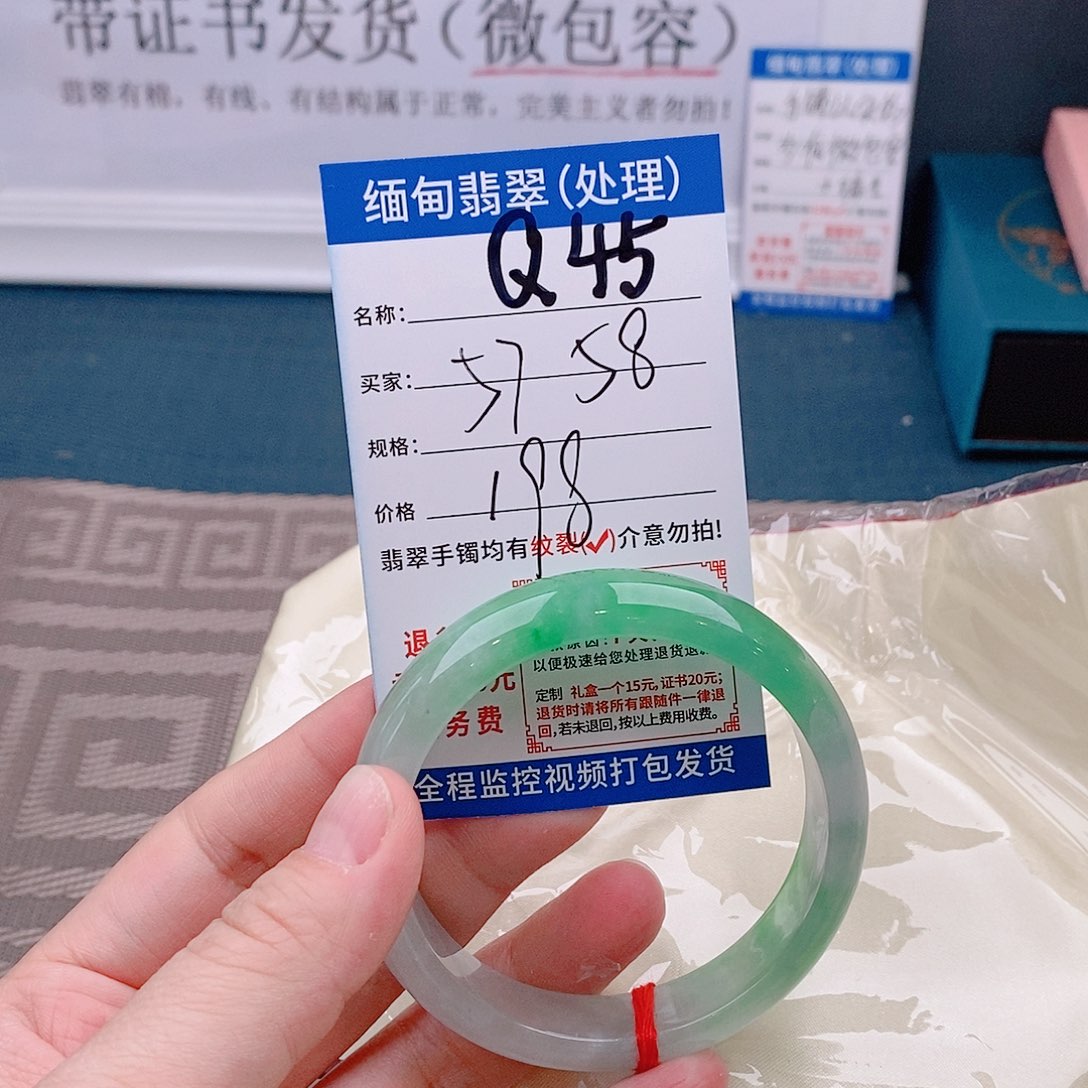 带证书发货(微包容)
翡翠有棉，有线、有结构属于正常，完美主义者勿拍！
缅甸翡翠(处理)
缅甸翡翠(处理)
Q45
名称：
57 58
买家：
规格：
198
价格
翡翠手镯均有纹裂(✓)介意勿拍!
退
以便极速给您处理退货退
元
定制 礼盒一个15元,证书20元;
务费
退货时请将所有跟随件一律退
回,若未退回,按以上费用收费。
全程监控视频打包发货